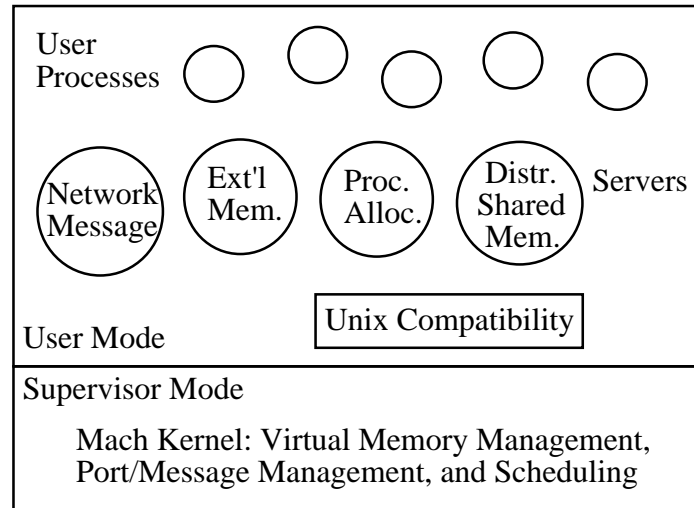 User
Processes
Network
Message
Ext'l
Mem.
Proc.
Alloc.
Distr.
Shared
Mem.
Servers
Unix Compatibility
User Mode
Supervisor Mode
Mach Kernel: Virtual Memory Management,
Port/Message Management, and Scheduling